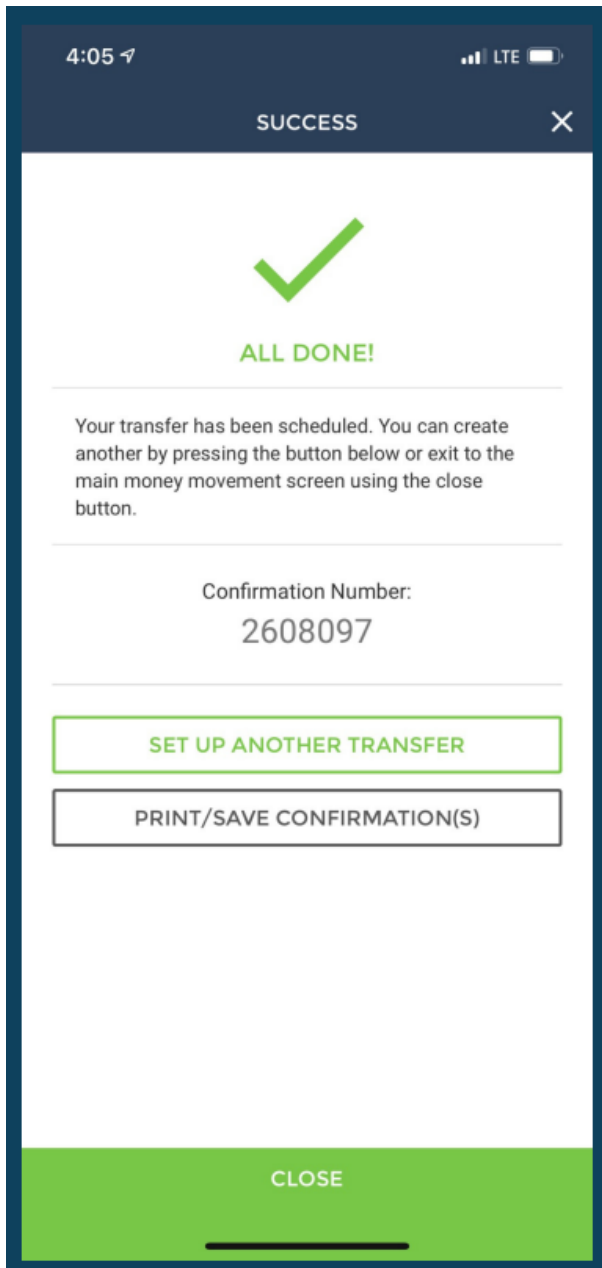 4:05 LTE
SUCCESS
ALL DONE!
Your transfer has been scheduled. You can create
another by pressing the button below or exit to the
main money movement screen using the close
button.
Confirmation Number:
2608097
SET UP ANOTHER TRANSFER
PRINT/SAVE CONFIRMATION(S)
CLOSE